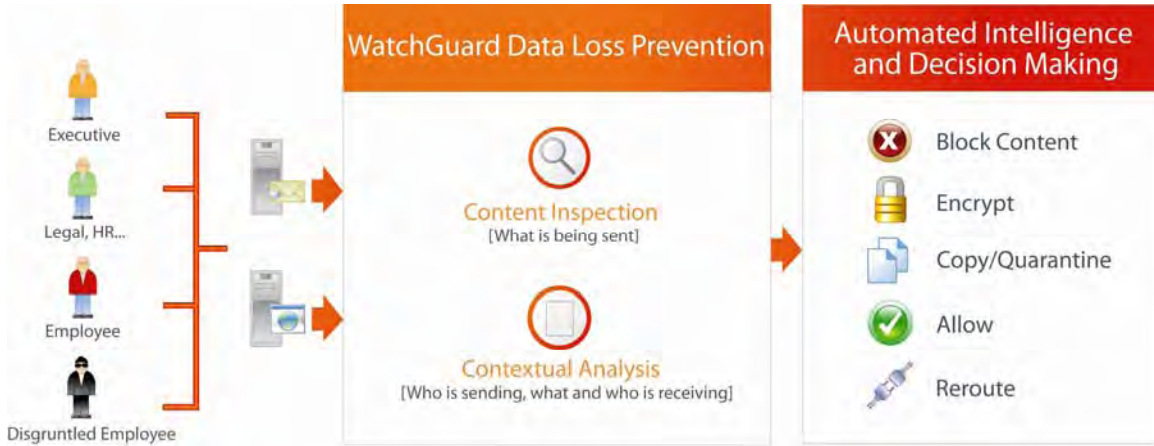 Executive
Legal, HR...
Employee
Disgruntled Employee
WatchGuard Data Loss Prevention
Content Inspection
[What is being sent]
Contextual Analysis
[Who is sending, what and who is receiving]
Automated Intelligence
and Decision Making
Block Content
Encrypt
Copy/Quarantine
Allow
Reroute